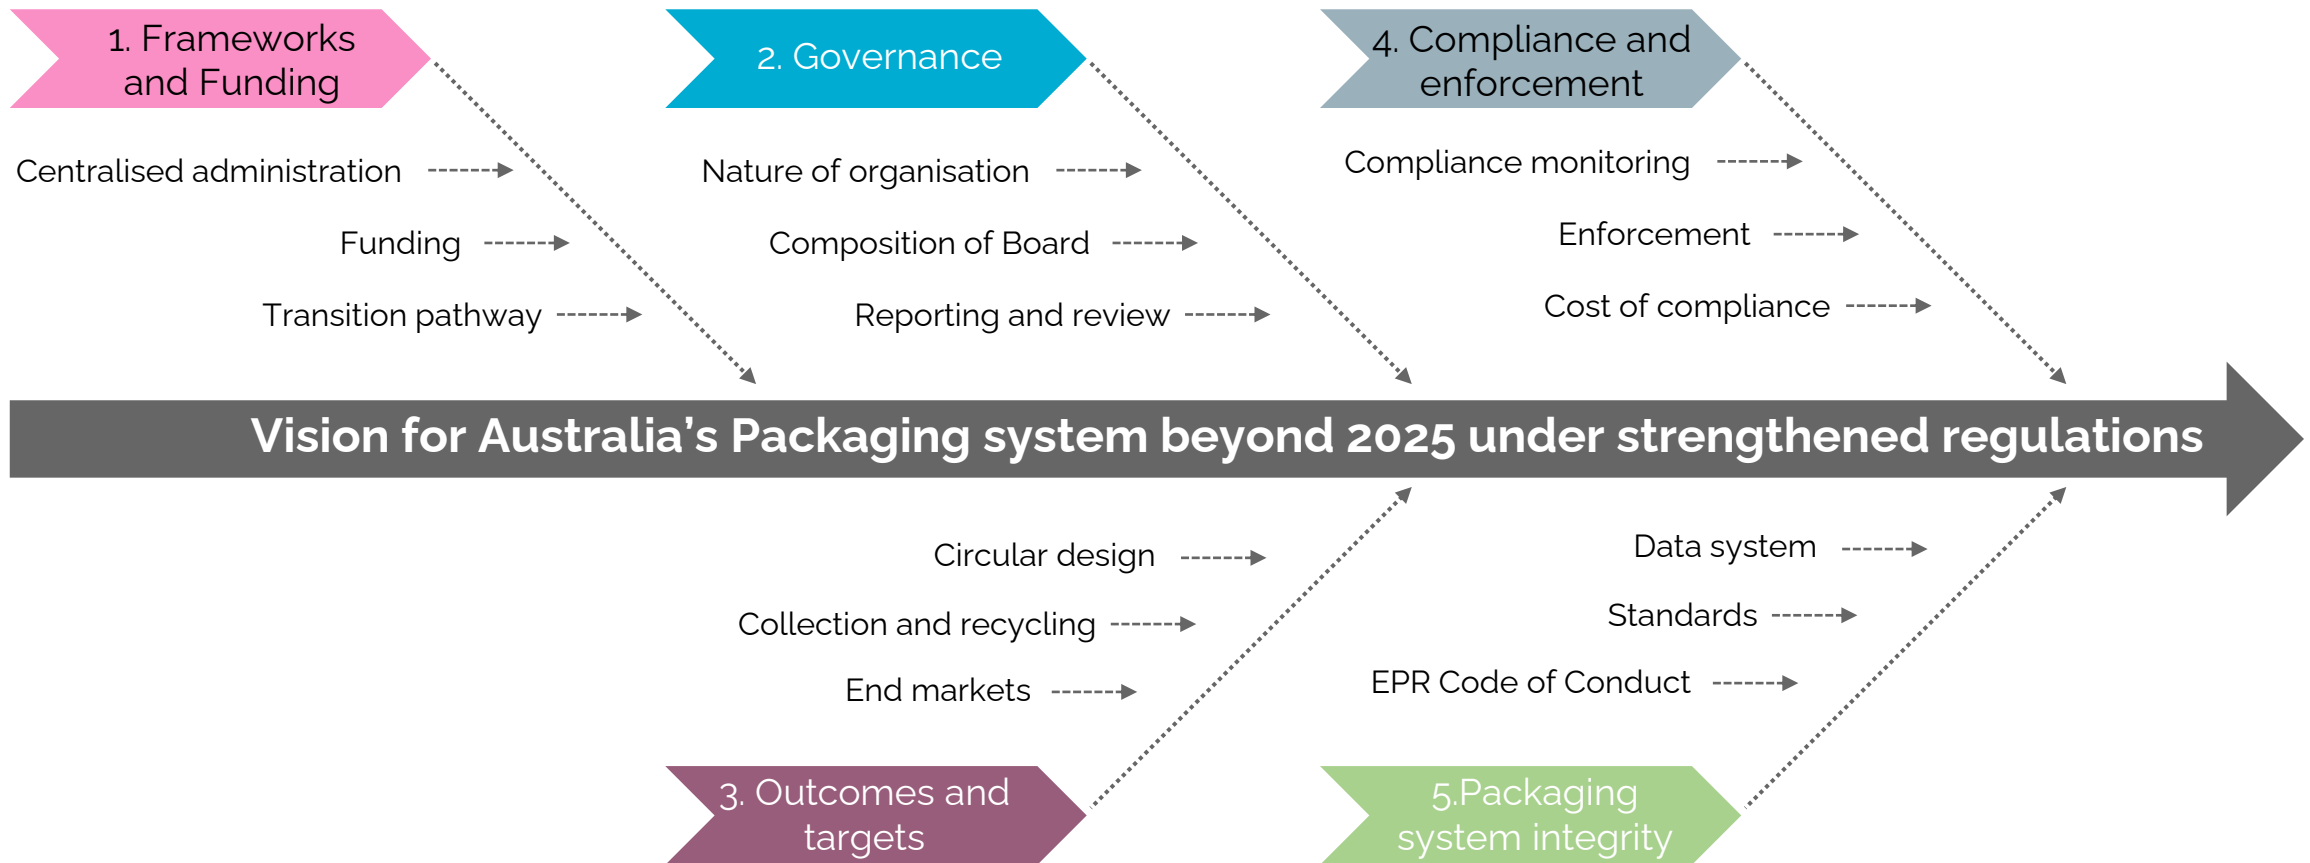 1. Frameworks
and Funding
Centralised administration
Funding
Transition pathway
2. Governance
Nature of organisation
Composition of Board
Reporting and review
4. Compliance and
enforcement
Compliance monitoring
Enforcement
Cost of compliance
Vision for Australia’s Packaging system beyond 2025 under strengthened regulations
Circular design
Collection and recycling
End markets
3. Outcomes and
targets
Data system
Standards
EPR Code of Conduct
5.Packaging
system integrity